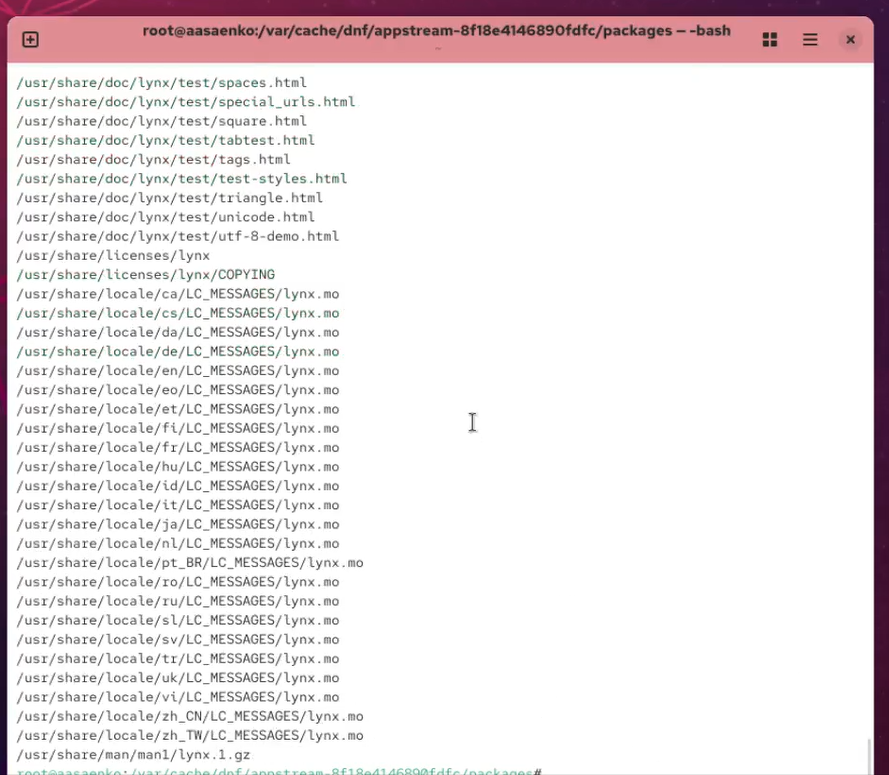 root@aasaenko:/var/cache/dnf/appstream-8f18e4146890fdfc/packages — -bash
~
/usr/share/doc/lynx/test/spaces.html
/usr/share/doc/lynx/test/special_urls.html
/usr/share/doc/lynx/test/square.html
/usr/share/doc/lynx/test/tabtest.html
/usr/share/doc/lynx/test/tags.html
/usr/share/doc/lynx/test/test-styles.html
/usr/share/doc/lynx/test/triangle.html
/usr/share/doc/lynx/test/unicode.html
/usr/share/doc/lynx/test/utf-8-demo.html
/usr/share/licenses/lynx
/usr/share/licenses/lynx/COPYING
/usr/share/locale/ca/LC_MESSAGES/lynx.mo
/usr/share/locale/cs/LC_MESSAGES/lynx.mo
/usr/share/locale/da/LC_MESSAGES/lynx.mo
/usr/share/locale/de/LC_MESSAGES/lynx.mo
/usr/share/locale/en/LC_MESSAGES/lynx.mo
/usr/share/locale/eo/LC_MESSAGES/lynx.mo
/usr/share/locale/et/LC_MESSAGES/lynx.mo
/usr/share/locale/fi/LC_MESSAGES/lynx.mo
/usr/share/locale/fr/LC_MESSAGES/lynx.mo
/usr/share/locale/hu/LC_MESSAGES/lynx.mo
/usr/share/locale/id/LC_MESSAGES/lynx.mo
/usr/share/locale/it/LC_MESSAGES/lynx.mo
/usr/share/locale/ja/LC_MESSAGES/lynx.mo
/usr/share/locale/nl/LC_MESSAGES/lynx.mo
/usr/share/locale/pt_BR/LC_MESSAGES/lynx.mo
/usr/share/locale/ro/LC_MESSAGES/lynx.mo
/usr/share/locale/ru/LC_MESSAGES/lynx.mo
/usr/share/locale/sl/LC_MESSAGES/lynx.mo
/usr/share/locale/sv/LC_MESSAGES/lynx.mo
/usr/share/locale/tr/LC_MESSAGES/lynx.mo
/usr/share/locale/uk/LC_MESSAGES/lynx.mo
/usr/share/locale/vi/LC_MESSAGES/lynx.mo
/usr/share/locale/zh_CN/LC_MESSAGES/lynx.mo
/usr/share/locale/zh_TW/LC_MESSAGES/lynx.mo
/usr/share/man/man1/lynx.1.gz
root@aasaenko:/var/cache/dnf/appstream-8f18e4146890fdfc/packages#